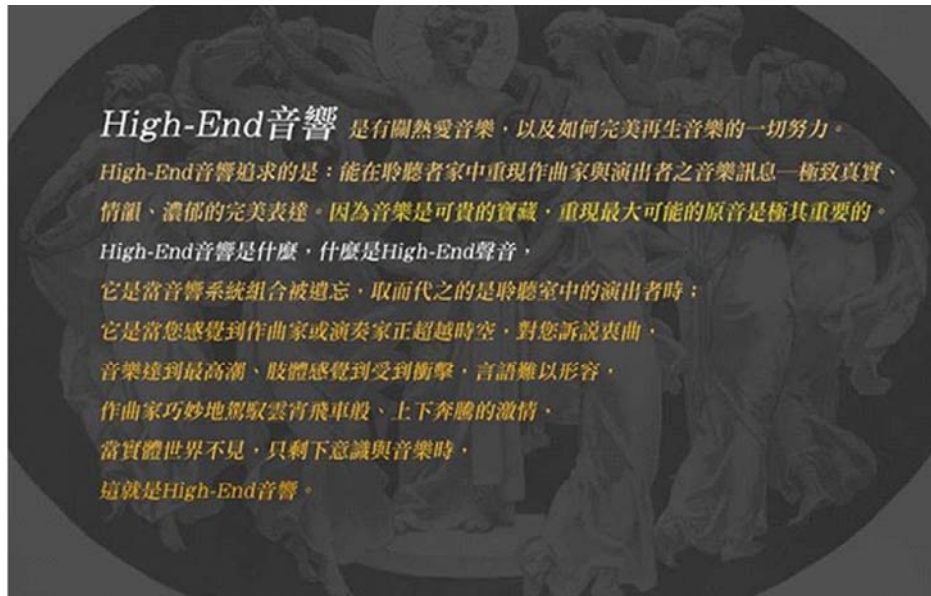 High-End音響 是有關熱愛音樂，以及如何完美再生音樂的一切努力。
High-End音響追求的是：能在聆聽者家中重現作曲家與演出者之音樂訊息─極致真實、
情韻、濃郁的完美表達。因為音樂是可貴的寶藏，重現最大可能的原音是極其重要的。
High-End音響是什麼，什麼是High-End聲音，
它是當音響系統組合被遺忘，取而代之的是聆聽室中的演出者時；
它是當您感覺到作曲家或演奏家正超越時空，對您訴說衷曲，
音樂達到最高潮、肢體感覺到受到衝擊，言語難以形容，
作曲家巧妙地駕馭雲宵飛車般、上下奔騰的激情，
當實體世界不見，只剩下意識與音樂時，
這就是High-End音響。